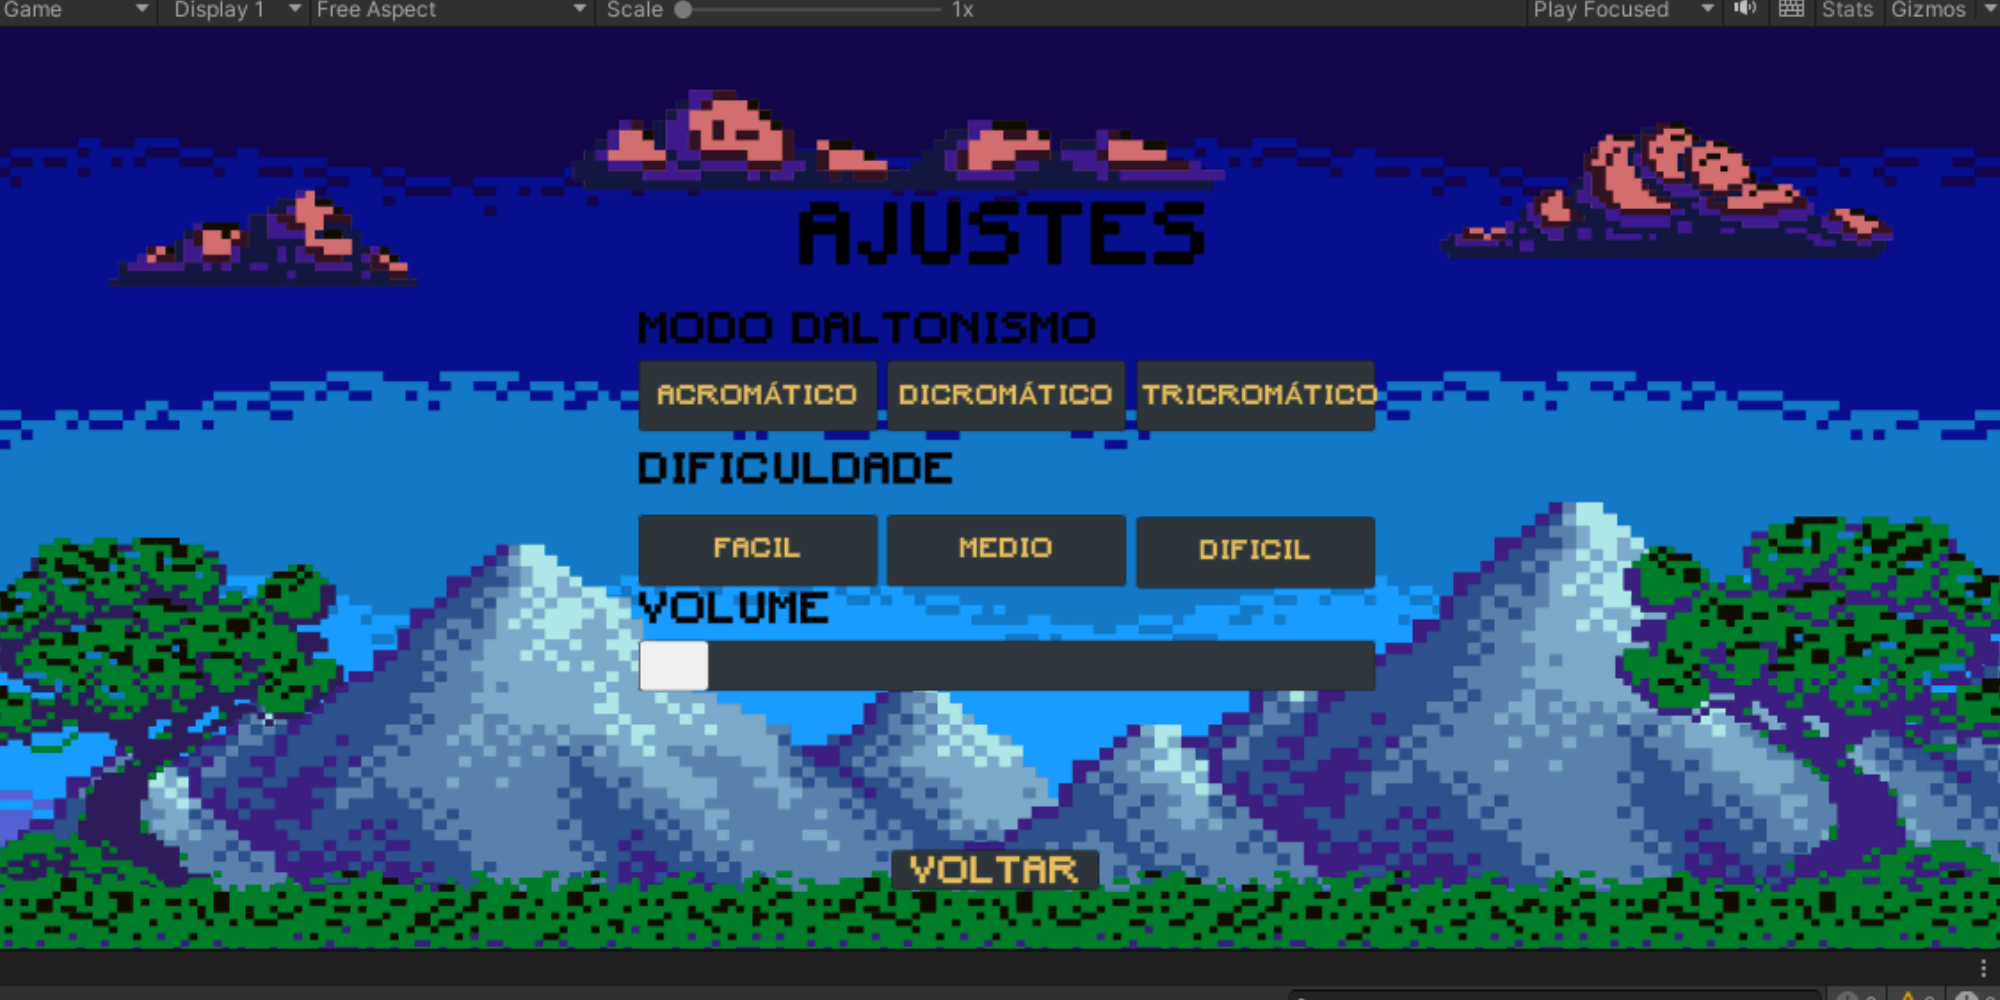 Game Display 1 Free Aspect Scale 1x Play Focused Stats Gizmos
AJUSTES
MODO DALTONISMO
ACROMÁTICO DICROMÁTICO TRICROMÁTICO
DIFICULDADE
FACIL MEDIO DIFICIL
VOLUME
VOLTAR